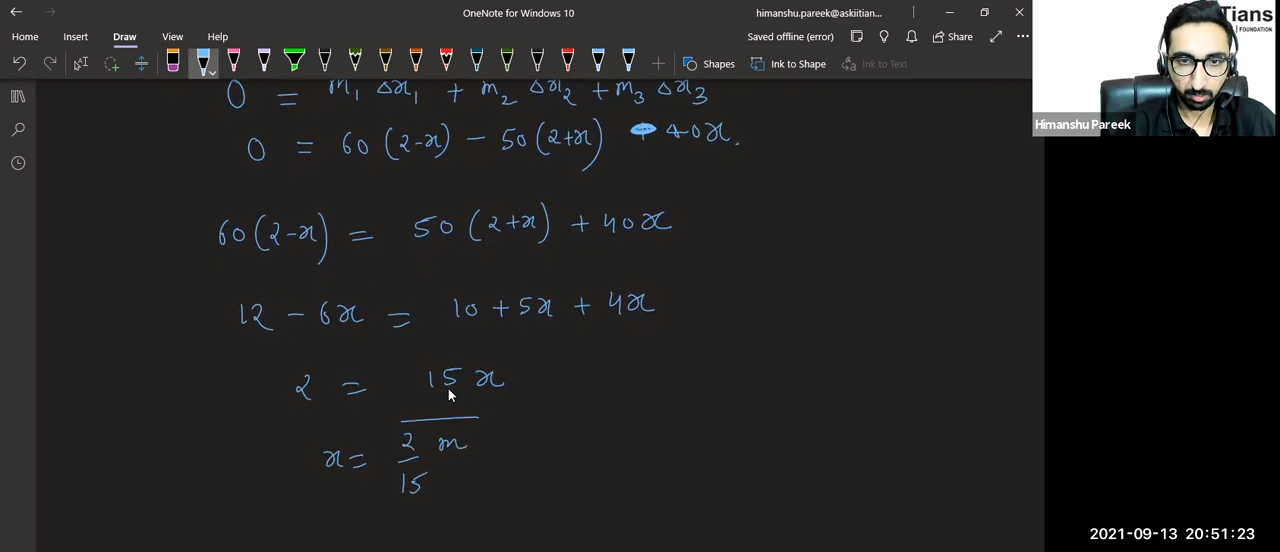 OneNote for Windows 10
himanshu.pareek@askiitian...
Tians
FOUNDATION
Home Insert Draw View Help
Saved offline (error)
Share
Shapes
Ink to Shape
Ink to Text
0 = m₁ Δx₁ + m₂ Δx₂ + m₃ Δx₃
0 = 60 (2-x) - 50 (2+x) - 40x.
60 (2-x) = 50 (2+x) + 40x
12 - 6x = 10 + 5x + 4x
2 = 15 x
x = 2/15 m
Himanshu Pareek
2021-09-13 20:51:23